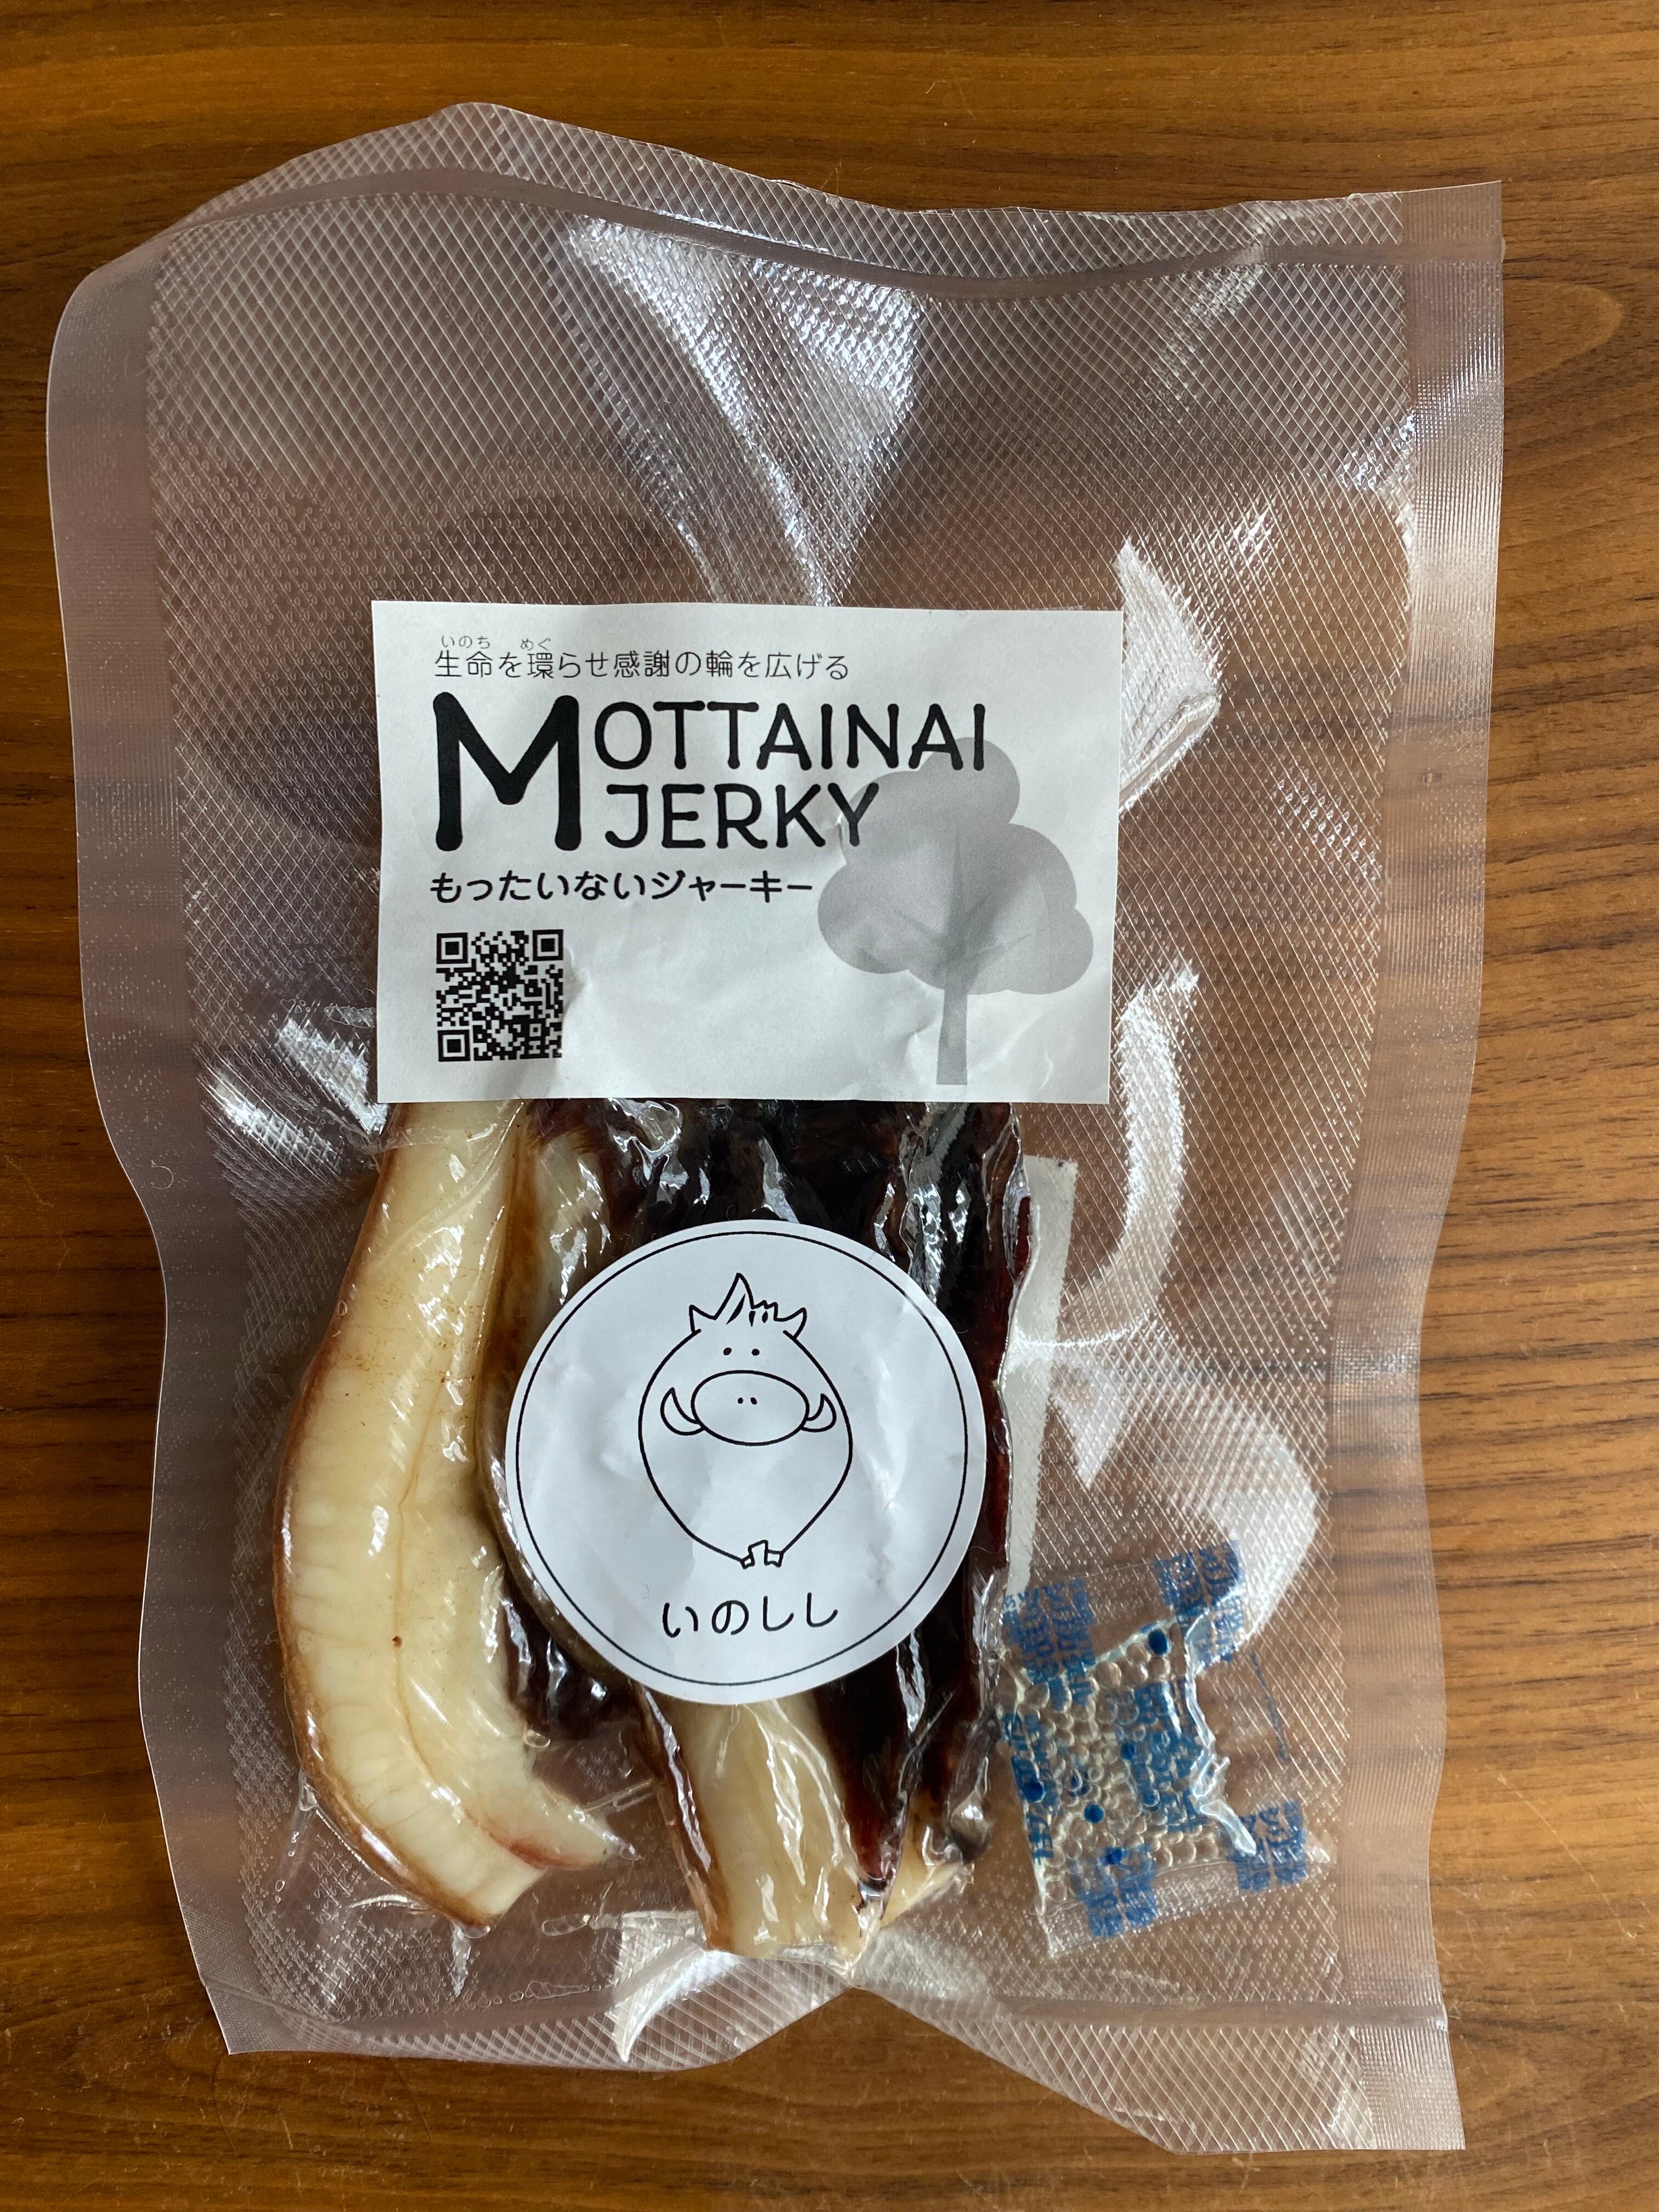 いのち めぐ
生命を環らせ感謝の輪を広げる
MOTTAINAI
JERKY
もったいないジャーキー
いのしし